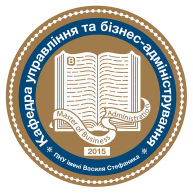 Кафедра управління та бізнес-адміністрування
B
Master of Business
Administration
2015
ПНУ імені Василя Стефаника